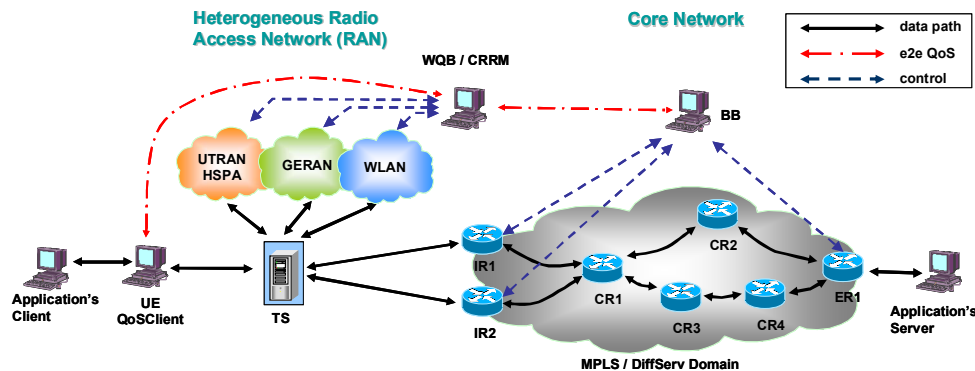 Heterogeneous Radio
Access Network (RAN)
Core Network
data path
e2e QoS
control
WQB / CRRM
BB
UTRAN
HSPA
GERAN
WLAN
CR2
IR1
CR1
ER1
Application's
Client
UE
QoSClient
TS
IR2
CR3
CR4
Application's
Server
MPLS / DiffServ Domain